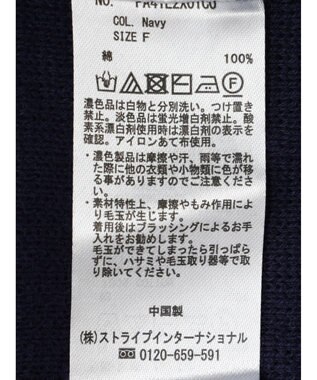 COL. Navy
SIZE F
綿 100%
濃色品は白物と分別洗い。つけ置き
禁止。淡色品は蛍光増白剤禁止。酸
素系漂白剤使用時は漂白剤の表示を
確認。アイロンあて布使用。
・濃色製品は摩擦や汗、雨等で濡れ
た際に他の衣類や小物類に色が移
る事がありますのでご注意くださ
い。
・素材特性上、摩擦やもみ作用によ
り毛玉が生じます。
着用後はブラッシングによるお手
入れをお勧めします。
毛玉ができてしまったら引っぱら
ずに、ハサミや毛玉取り器等で取
り除いてください。
中国製
(株)ストライプインターナショナル
0120-659-591